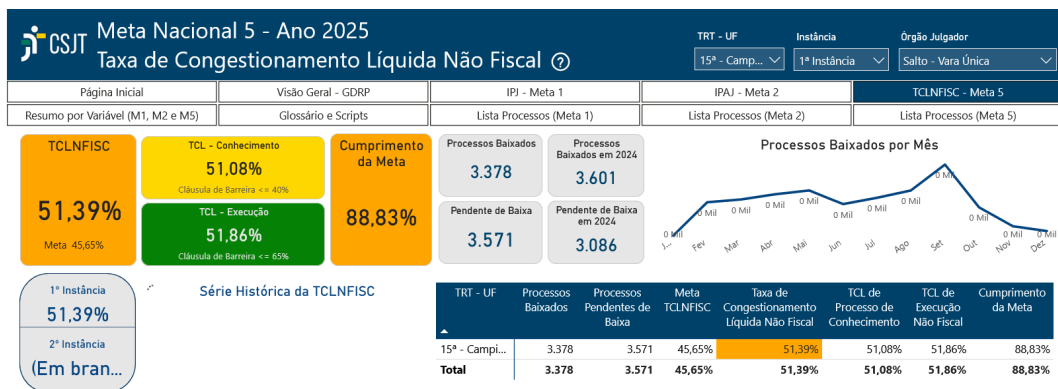 CSJT
Meta Nacional 5 - Ano 2025
Taxa de Congestionamento Líquida Não Fiscal ?
TRT - UF
Instância
Órgão Julgador
15ª - Camp...
1ª Instância
Salto - Vara Única
Página Inicial
Visão Geral - GDRP
IPJ - Meta 1
IPAJ - Meta 2
TCLNFISC - Meta 5
Resumo por Variável (M1, M2 e M5)
Glossário e Scripts
Lista Processos (Meta 1)
Lista Processos (Meta 2)
Lista Processos (Meta 5)
TCLNFISC
51,39%
Meta 45,65%
TCL - Conhecimento
51,08%
Cláusula de Barreira <= 40%
TCL - Execução
51,86%
Cláusula de Barreira <= 65%
Cumprimento
da Meta
88,83%
Processos Baixados
3.378
Processos
Baixados em 2024
3.601
Pendente de Baixa
3.571
Pendente de Baixa
em 2024
3.086
Processos Baixados por Mês
0 Mil 0 Mil 0 Mil 0 Mil 0 Mil 0 Mil 0 Mil 0 Mil 0 Mil 0 Mil 0 Mil 0 Mil
J... Fev Mar Abr Mai Jun Jul Ago Set Out Nov Dez
1º Instância
51,39%
2º Instância
(Em bran...
Série Histórica da TCLNFISC
TRT - UF
Processos
Baixados
Processos
Pendentes de
Baixa
Meta
TCLNFISC
Taxa de
Congestionamento
Líquida Não Fiscal
TCL de
Processo de
Conhecimento
TCL de
Execução
Não Fiscal
Cumprimento
da Meta
15ª - Campi... 3.378 3.571 45,65% 51,39% 51,08% 51,86% 88,83%
Total 3.378 3.571 45,65% 51,39% 51,08% 51,86% 88,83%